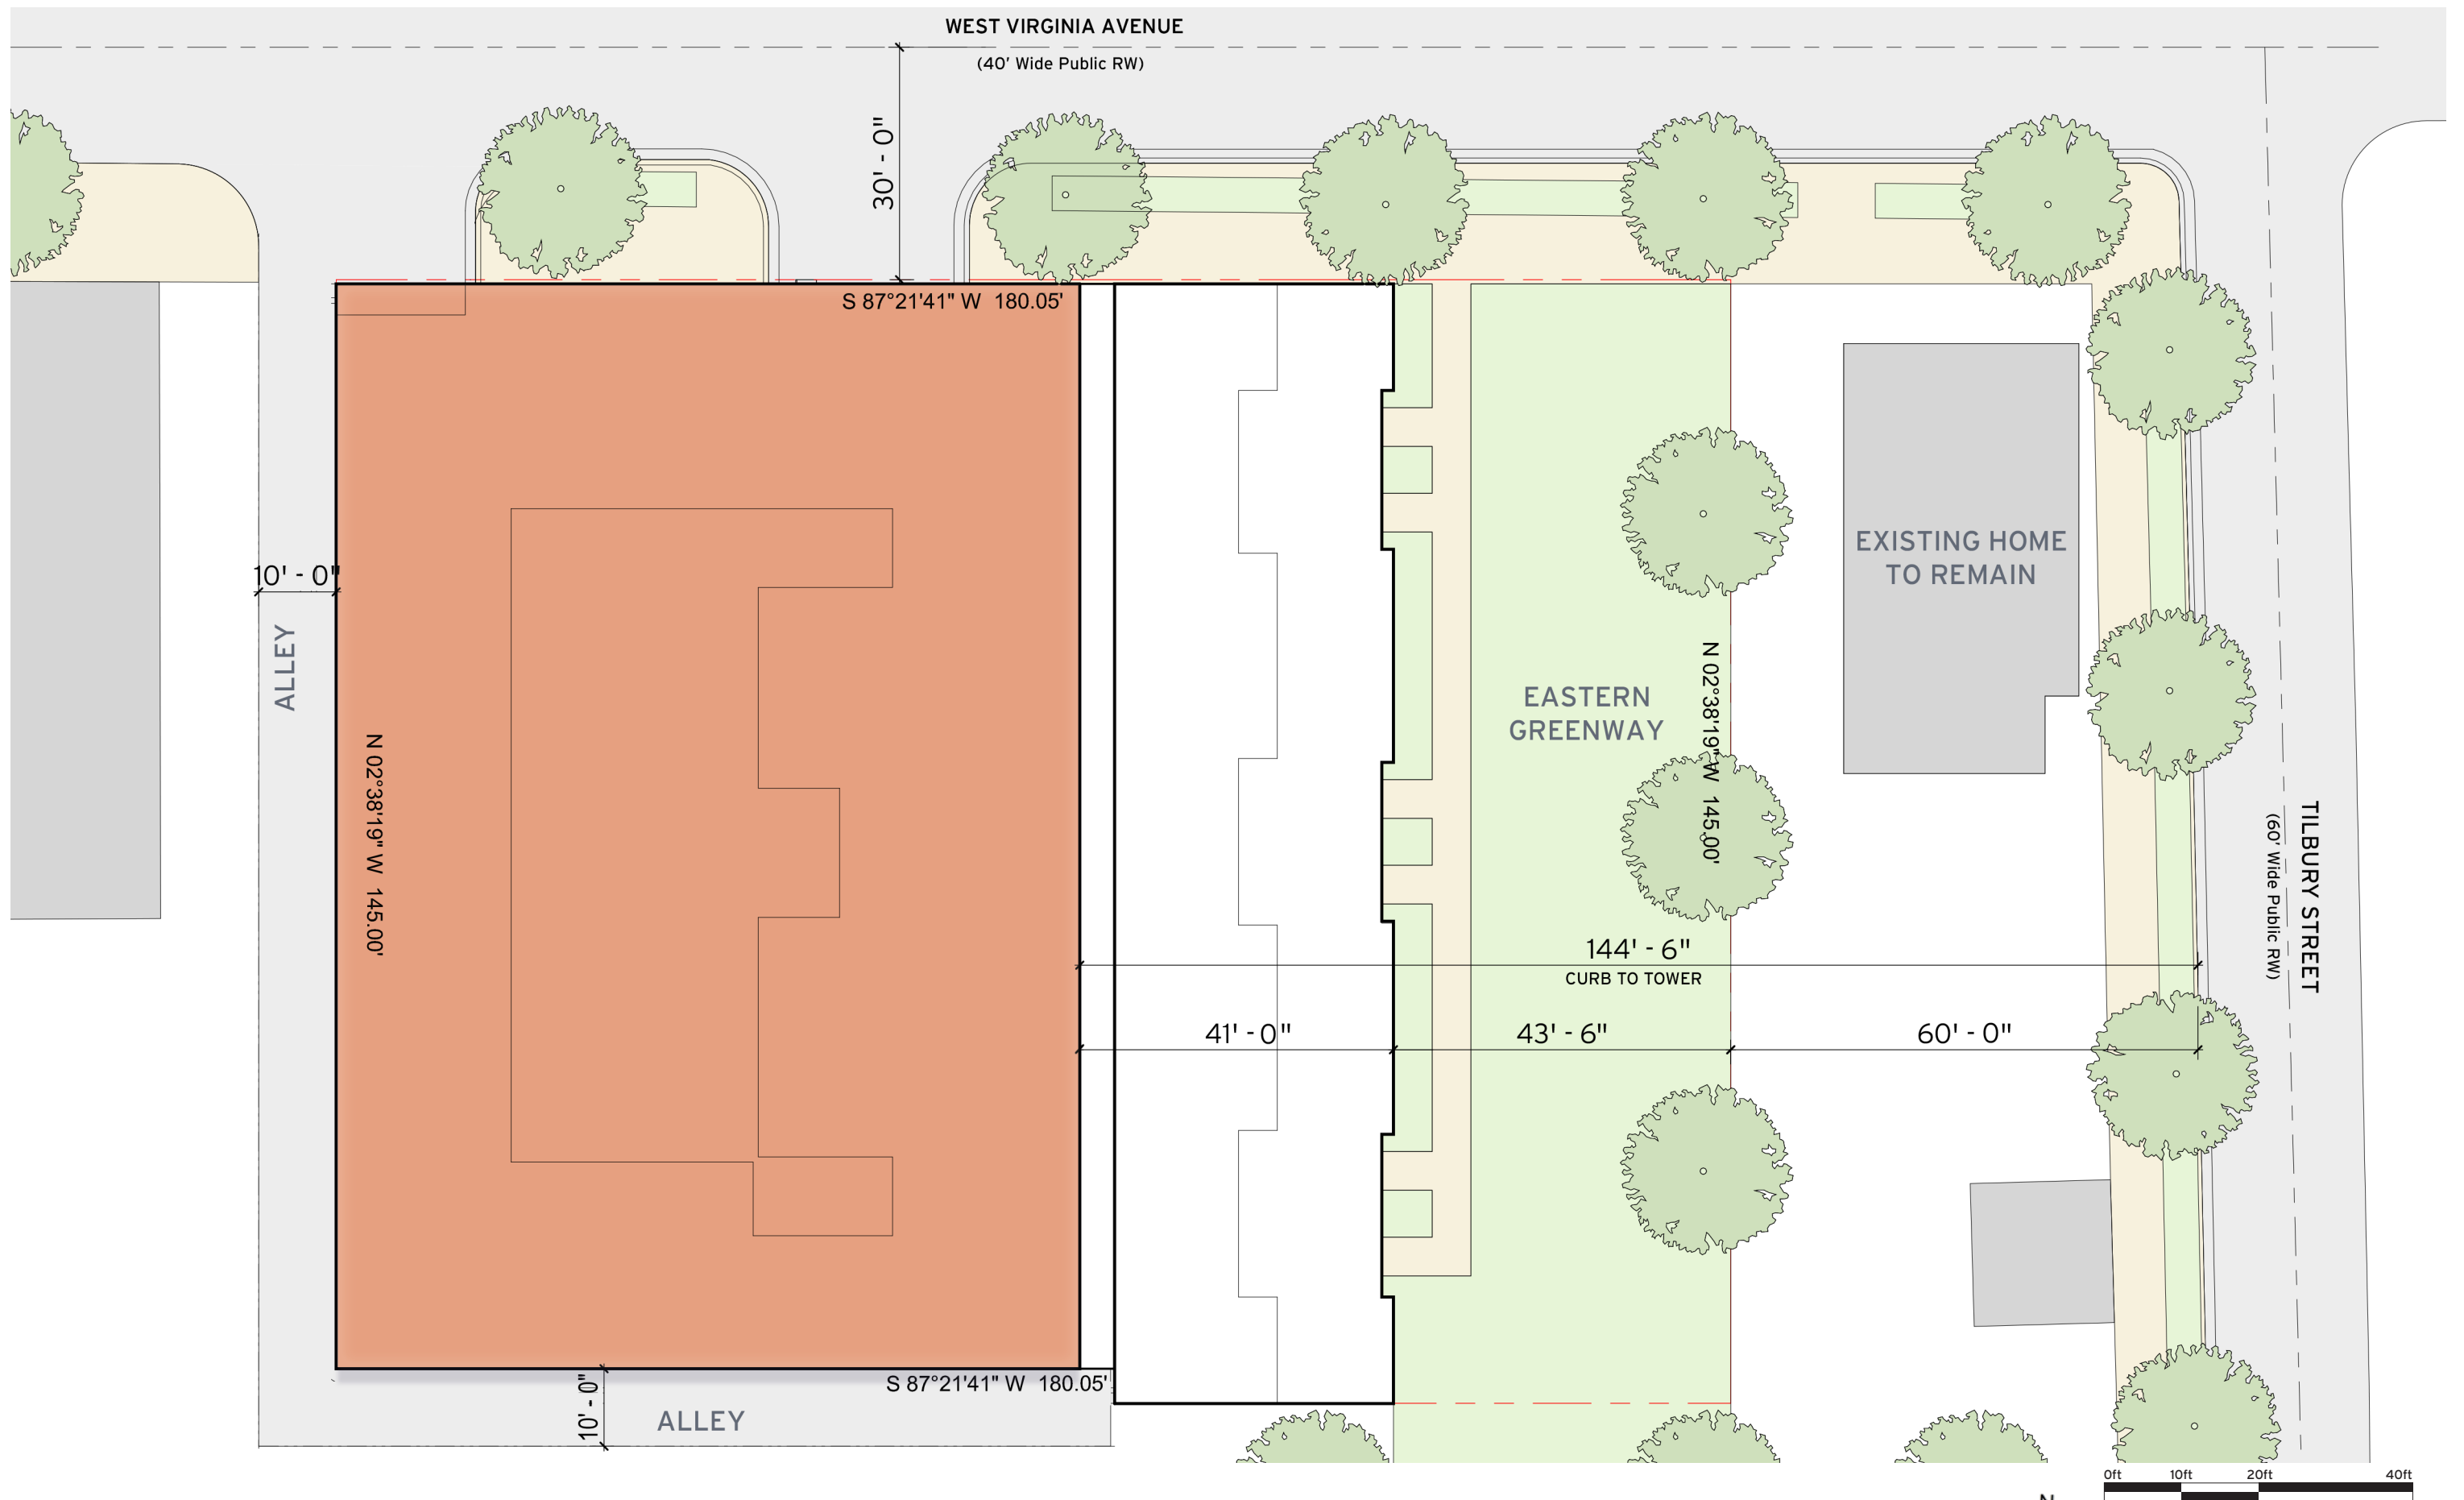 WEST VIRGINIA AVENUE
(40' Wide Public RW)
30' - 0"
S 87°21'41" W 180.05'
10' - 0"
ALLEY
N 02°38'19" W 145.00'
EXISTING HOME
TO REMAIN
EASTERN
GREENWAY
N 02°38'19" W 145.00'
TILBURY STREET
(60' Wide Public RW)
144' - 6"
CURB TO TOWER
41' - 0"
43' - 6"
60' - 0"
S 87°21'41" W 180.05'
10' - 0"
ALLEY
0ft 10ft 20ft 40ft
N